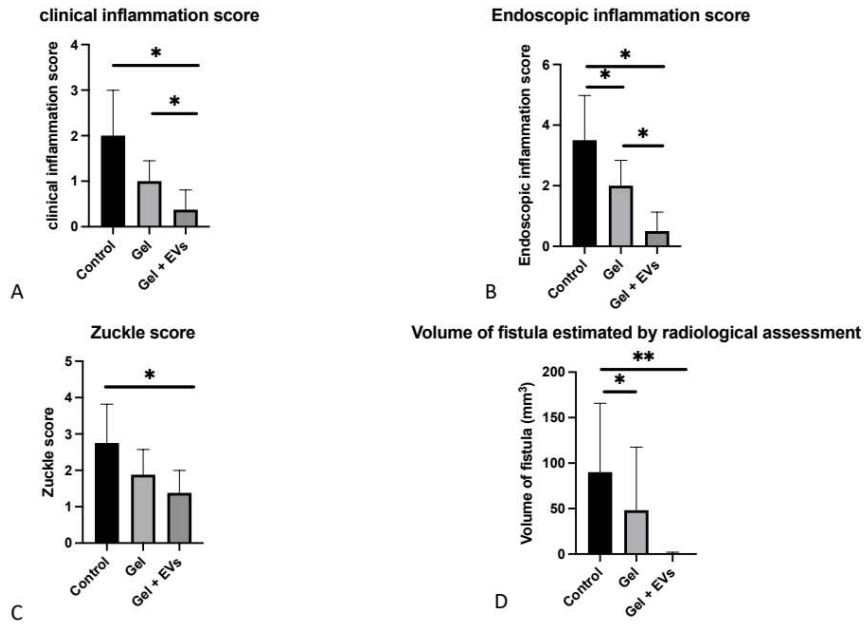 clinical inflammation score
clinical inflammation score
4
3
2
1
0
*
*
Control
Gel
Gel + EVs
A
Endoscopic inflammation score
Endoscopic inflammation score
6
4
2
0
*
*
*
Control
Gel
Gel + EVs
B
Zuckle score
Zuckle score
5
4
3
2
1
0
*
Control
Gel
Gel + EVs
C
Volume of fistula estimated by radiological assessment
Volume of fistula (mm³)
200
150
100
50
0
**
*
Control
Gel
Gel + EVs
D